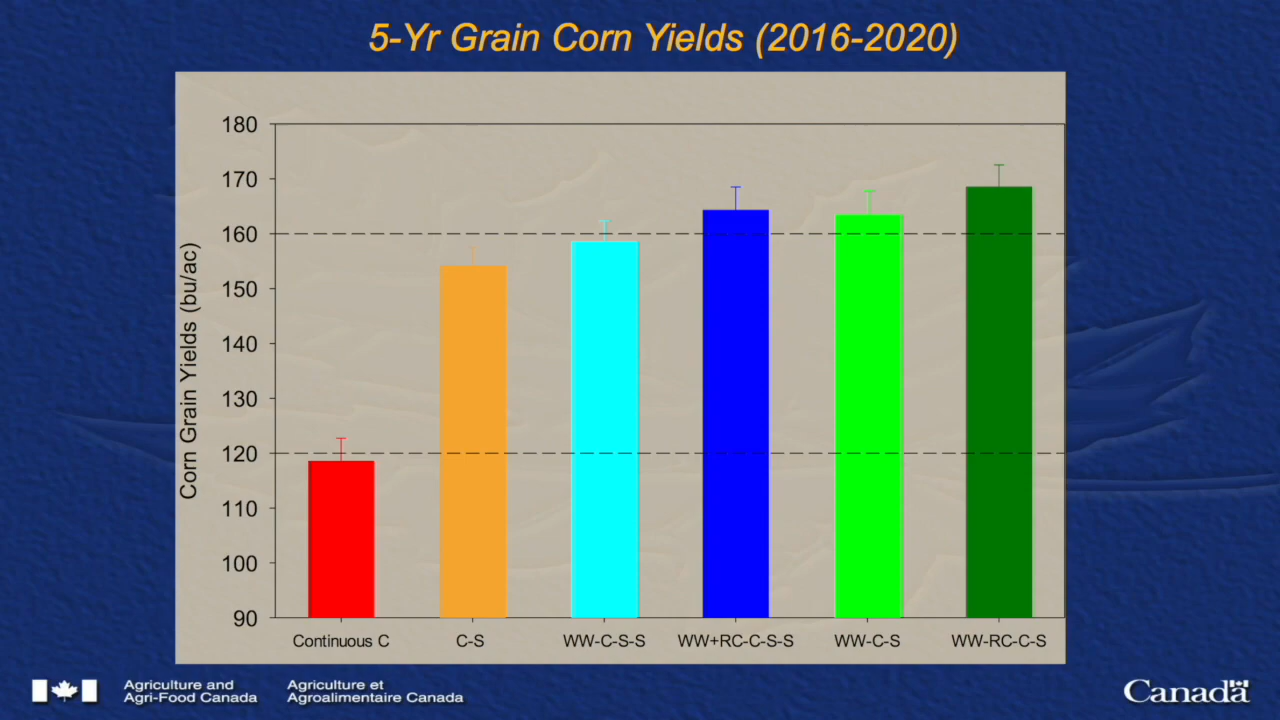 5-Yr Grain Corn Yields (2016-2020)
Corn Grain Yields (bu/ac)
180
170
160
150
140
130
120
110
100
90
Continuous C
C-S
WW-C-S-S
WW+RC-C-S-S
WW-C-S
WW-RC-C-S
Agriculture and
Agri-Food Canada
Agriculture et
Agroalimentaire Canada
Canada